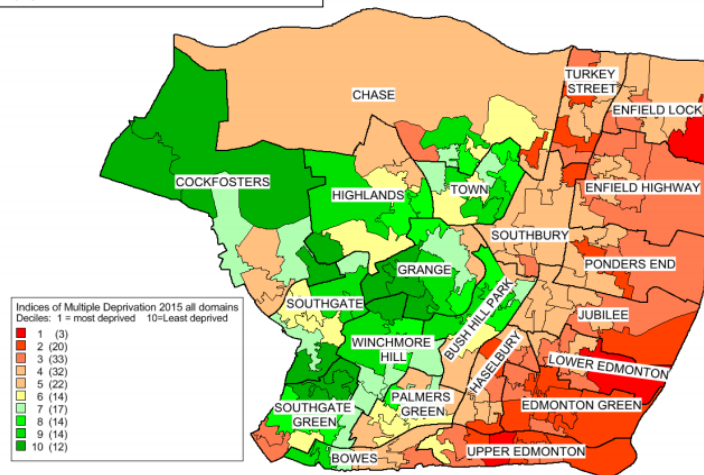 CHASE
TURKEY
STREET
ENFIELD LOCK
COCKFOSTERS
HIGHLANDS
TOWN
ENFIELD HIGHWAY
SOUTHBURY
GRANGE
PONDERS END
SOUTHGATE
BUSH HILL PARK
JUBILEE
WINCHMORE
HILL
HASELBURY
LOWER EDMONTON
PALMERS
GREEN
EDMONTON GREEN
SOUTHGATE
GREEN
BOWES
UPPER EDMONTON
Indices of Multiple Deprivation 2015 all domains
Deciles: 1 = most deprived 10=Least deprived
1 (3)
2 (20)
3 (33)
4 (32)
5 (22)
6 (14)
7 (17)
8 (14)
9 (14)
10 (12)